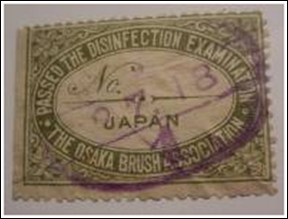 PASSED THE DISINFECTION EXAMINATION
No.
JAPAN
THE OSAKA BRUSH ASSOCIATION